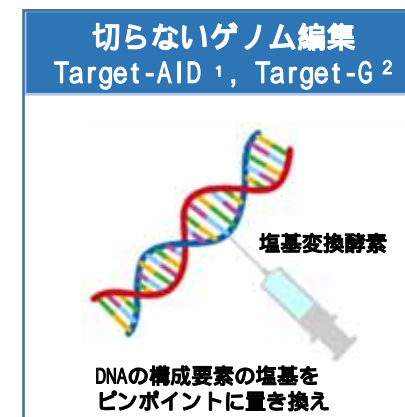 切らないゲノム編集
Target-AID ¹, Target-G ²
塩基変換酵素
DNAの構成要素の塩基を
ピンポイントに置き換え